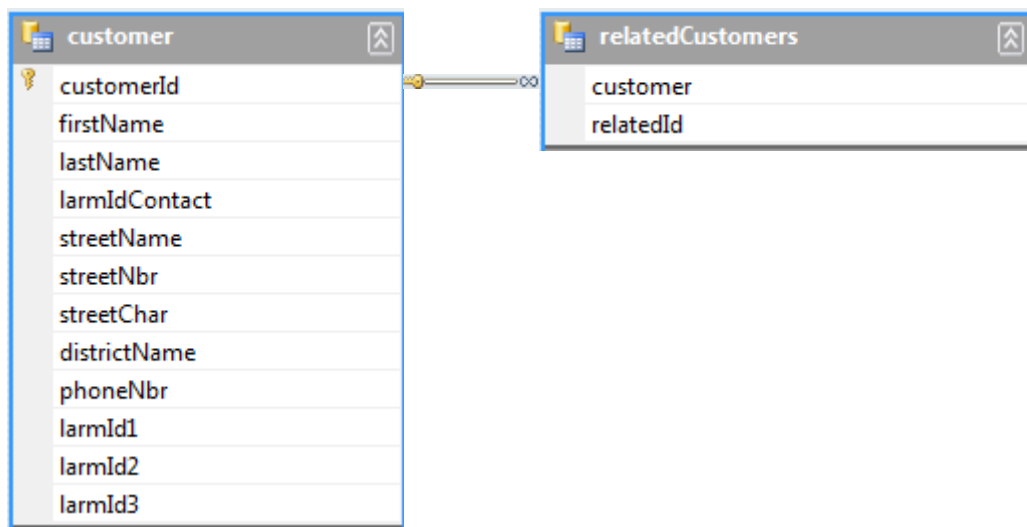 customer
customerId
firstName
lastName
larmIdContact
streetName
streetNbr
streetChar
districtName
phoneNbr
larmId1
larmId2
larmId3
relatedCustomers
customer
relatedId